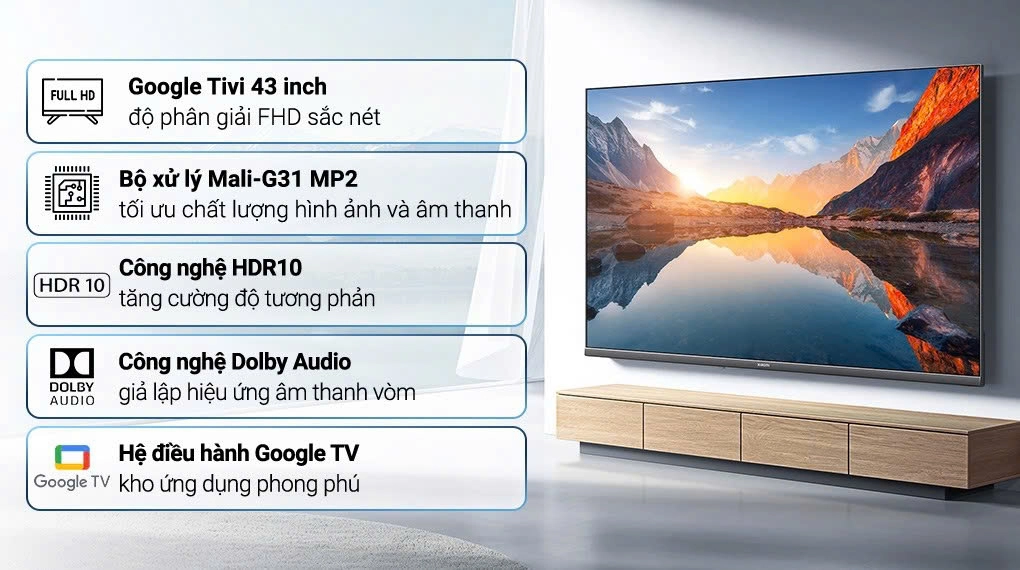 FULL HD
Google Tivi 43 inch
độ phân giải FHD sắc nét
Bộ xử lý Mali-G31 MP2
tối ưu chất lượng hình ảnh và âm thanh
HDR 10
Công nghệ HDR10
tăng cường độ tương phản
DOLBY
AUDIO
Công nghệ Dolby Audio
giả lập hiệu ứng âm thanh vòm
Google TV
Hệ điều hành Google TV
kho ứng dụng phong phú
xiaomi